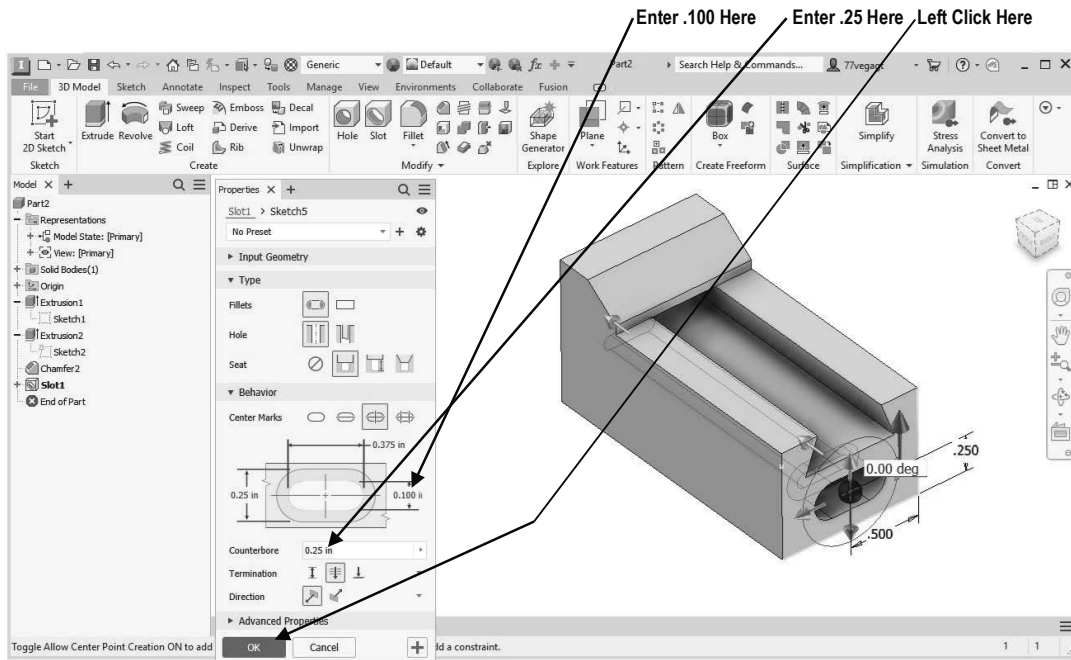 Enter .100 Here Enter .25 Here Left Click Here
Generic Default Part2 Search Help & Commands... 77vegagt
File 3D Model Sketch Annotate Inspect Tools Manage View Environments Collaborate Fusion
Start 2D Sketch Extrude Revolve Sweep Emboss Decal Hole Slot Fillet Shape Generator Plane Box Simplify Stress Analysis Convert to Sheet Metal
Loft Derive Import
Coil Rib Unwrap
Sketch Create Modify Explore Work Features Pattern Create Freeform Surface Simplification Simulation Convert
Model X +
Part2
Representations
Model State: [Primary]
View: [Primary]
Solid Bodies(1)
Origin
Extrusion1
Sketch1
Extrusion2
Sketch2
Chamfer2
Slot1
End of Part
Properties X +
Slot1 > Sketch5
No Preset
Input Geometry
Type
Fillets
Hole
Seat
Behavior
Center Marks
0.375 in
0.25 in
0.100 i
Counterbore 0.25 in
Termination
Direction
Advanced Properties
OK Cancel +
0.00 deg
.250
.500
Toggle Allow Center Point Creation ON to add dd a constraint. 1 1